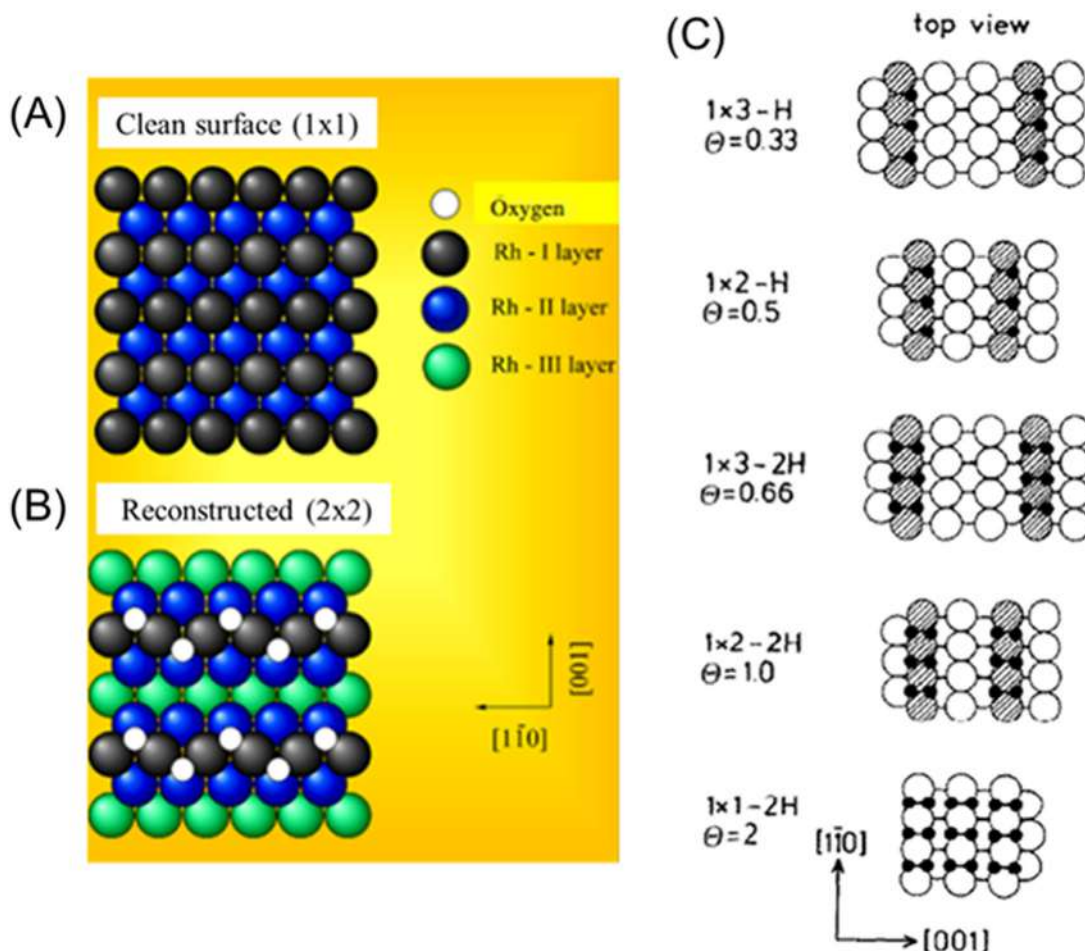 (A)
Clean surface (1x1)
Oxygen
Rh - I layer
Rh - II layer
Rh - III layer
(B)
Reconstructed (2x2)
[001]
[11̄0]
(C)
top view
1×3-H
Θ=0.33
1×2-H
Θ=0.5
1×3-2H
Θ=0.66
1×2-2H
Θ=1.0
1×1-2H
Θ=2
[11̄0]
[001]